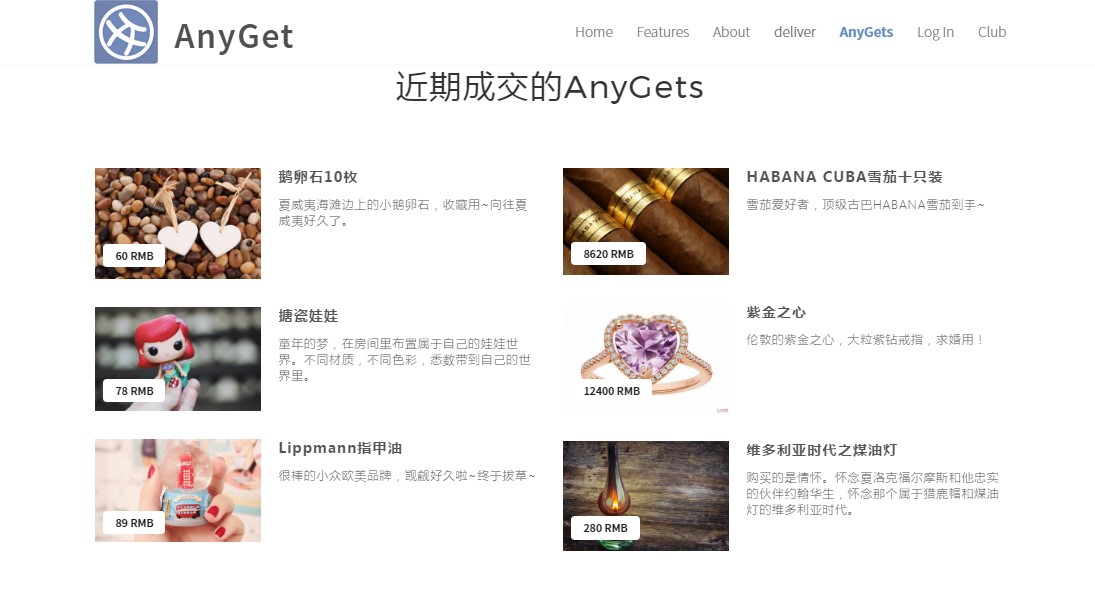 AnyGet
Home Features About deliver AnyGets Log In Club
近期成交的AnyGets
鹅卵石10枚
夏威夷海滩边上的小鹅卵石，收藏用~向往夏
威夷好久了。
60 RMB
HABANA CUBA雪茄十只装
雪茄爱好者，顶级古巴HABANA雪茄到手~
8620 RMB
搪瓷娃娃
童年的梦，在房间里布置属于自己的娃娃世
界。不同材质，不同色彩，悉数带到自己的世
界里。
78 RMB
紫金之心
伦敦的紫金之心，大粒紫钻戒指，求婚用！
12400 RMB
Lippmann指甲油
很棒的小众欧美品牌，觊觎好久啦~终于拔草~
89 RMB
维多利亚时代之煤油灯
购买的是情怀。怀念夏洛克福尔摩斯和他忠实
的伙伴约翰华生，怀念那个属于猎鹿帽和煤油
灯的维多利亚时代。
280 RMB